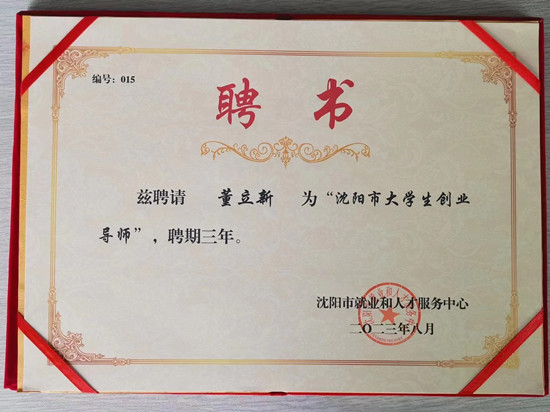 编号：015
聘书
兹聘请 董立新 为“沈阳市大学生创业
导师”，聘期三年。
沈阳市就业和人才服务中心
二〇二三年八月